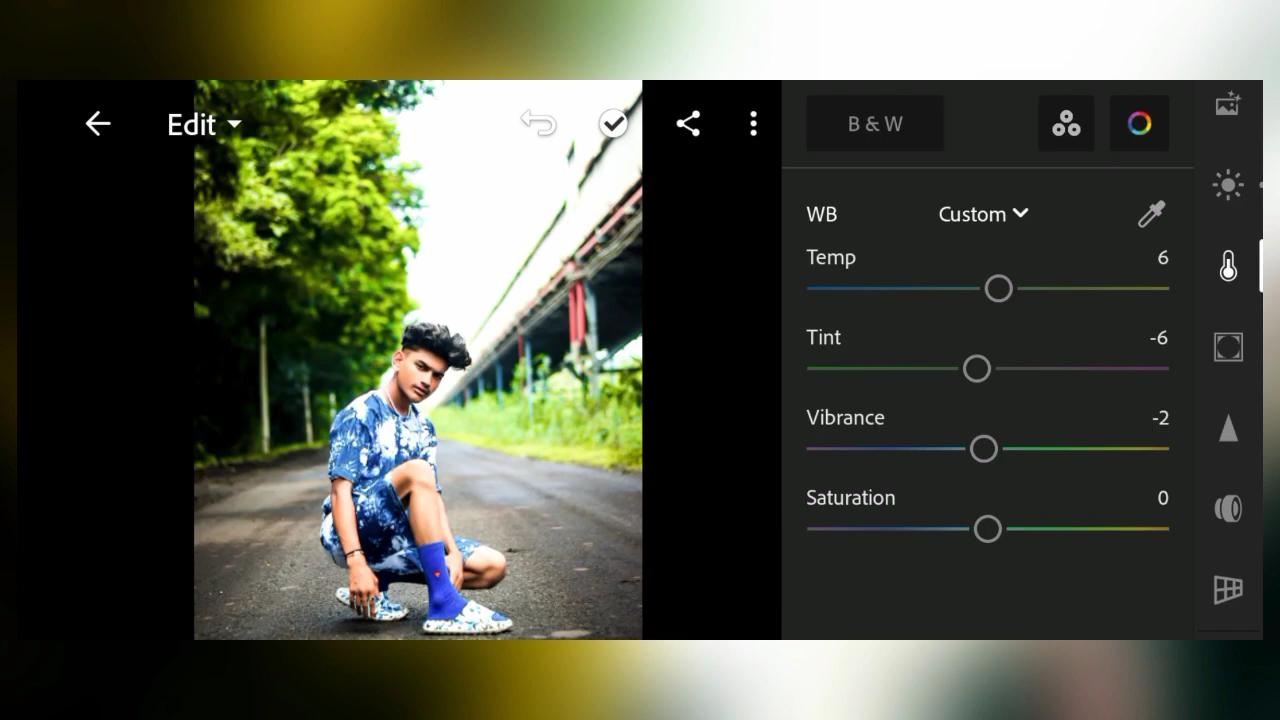 Edit
B & W
WB Custom
Temp 6
Tint -6
Vibrance -2
Saturation 0